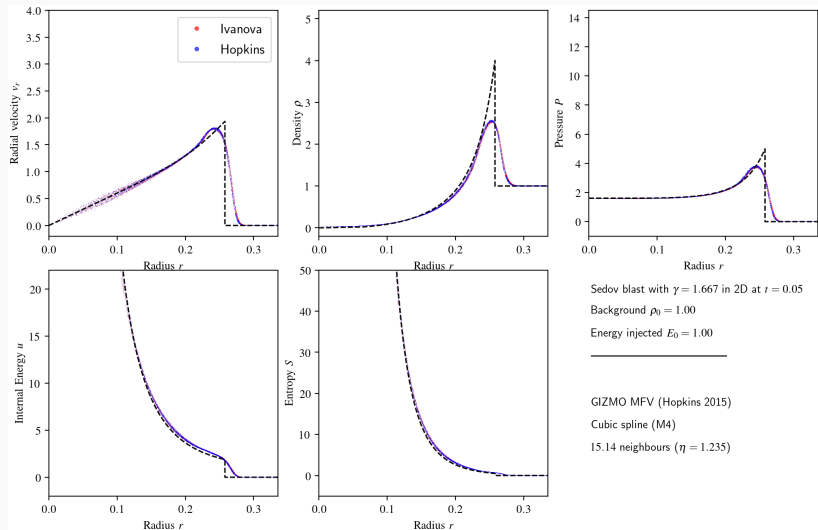 4.0
3.5
3.0
2.5
2.0
1.5
1.0
0.5
0.0
Radial velocity v_r
Ivanova
Hopkins
0.0 0.1 0.2 0.3
Radius r
5
4
3
2
1
0
Density ρ
0.0 0.1 0.2 0.3
Radius r
14
12
10
8
6
4
2
0
Pressure P
0.0 0.1 0.2 0.3
Radius r
20
15
10
5
0
Internal Energy u
0.0 0.1 0.2 0.3
Radius r
50
40
30
20
10
0
Entropy S
0.0 0.1 0.2 0.3
Radius r
Sedov blast with γ = 1.667 in 2D at t = 0.05
Background ρ₀ = 1.00
Energy injected E₀ = 1.00
GIZMO MFV (Hopkins 2015)
Cubic spline (M4)
15.14 neighbours (η = 1.235)